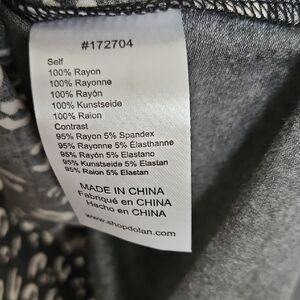 #172704
Self
100% Rayon
100% Rayonne
100% Rayón
100% Kunstseide
100% Raion
Contrast
95% Rayon 5% Spandex
95% Rayonne 5% Élasthanne
95% Rayón 5% Elastano
95% Kunstseide 5% Elastan
95% Raion 5% Elastan
MADE IN CHINA
Fabriqué en CHINA
Hecho en CHINA
www.shopdolan.com